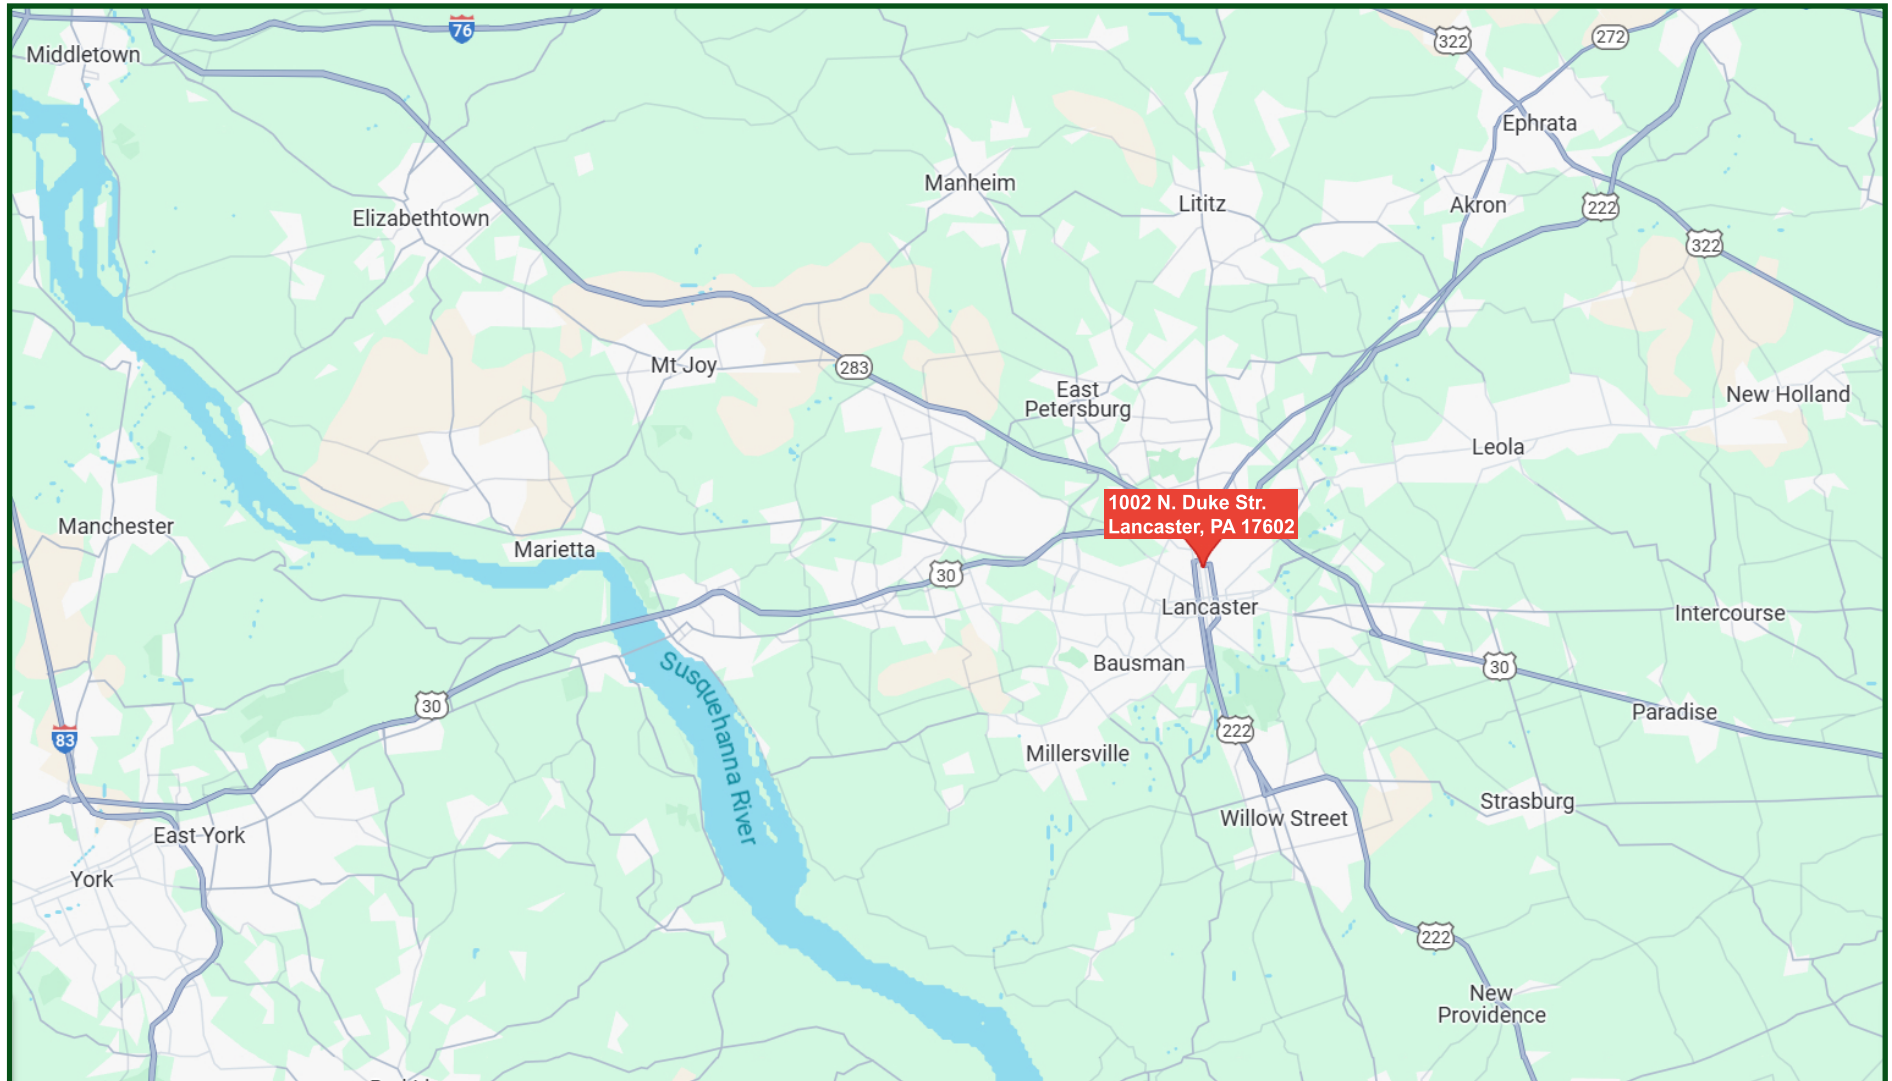 76
322
272
Middletown
Ephrata
Manheim
Lititz
Akron
222
Elizabethtown
322
Mt Joy
283
East
Petersburg
New Holland
Leola
1002 N. Duke Str.
Lancaster, PA 17602
Manchester
Marietta
30
Lancaster
Intercourse
Bausman
30
Susquehanna River
30
Paradise
83
222
Millersville
Strasburg
Willow Street
East York
York
222
New
Providence